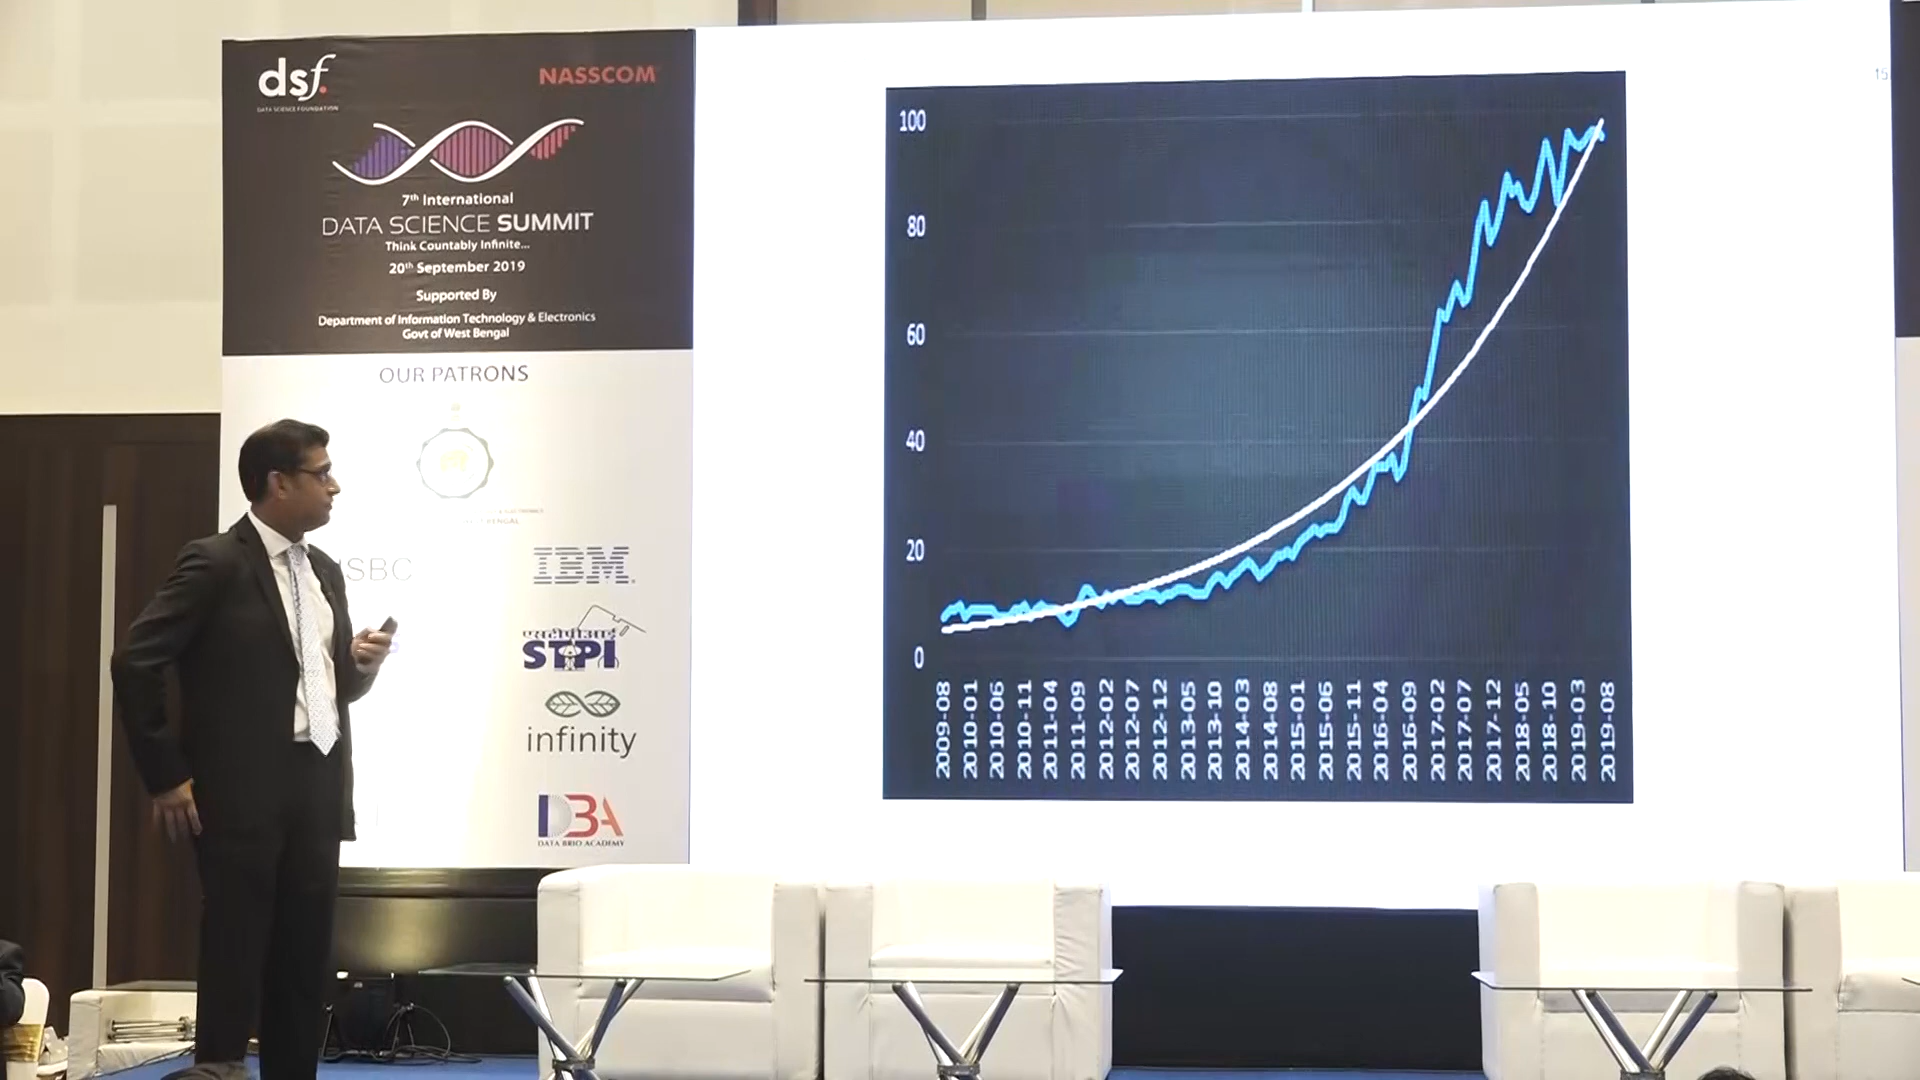 dsf.
DATA SCIENCE FOUNDATION
NASSCOM
7th International
DATA SCIENCE SUMMIT
Think Countably Infinite...
20th September 2019
Supported By
Department of Information Technology & Electronics
Govt of West Bengal
OUR PATRONS
SBC
IBM
एसटीपीआई
STPI
infinity
DBA
DATA BRIO ACADEMY
15
100
80
60
40
20
0
2009-08
2010-01
2010-06
2010-11
2011-04
2011-09
2012-02
2012-07
2012-12
2013-05
2013-10
2014-03
2014-08
2015-01
2015-06
2015-11
2016-04
2016-09
2017-02
2017-07
2017-12
2018-05
2018-10
2019-03
2019-08